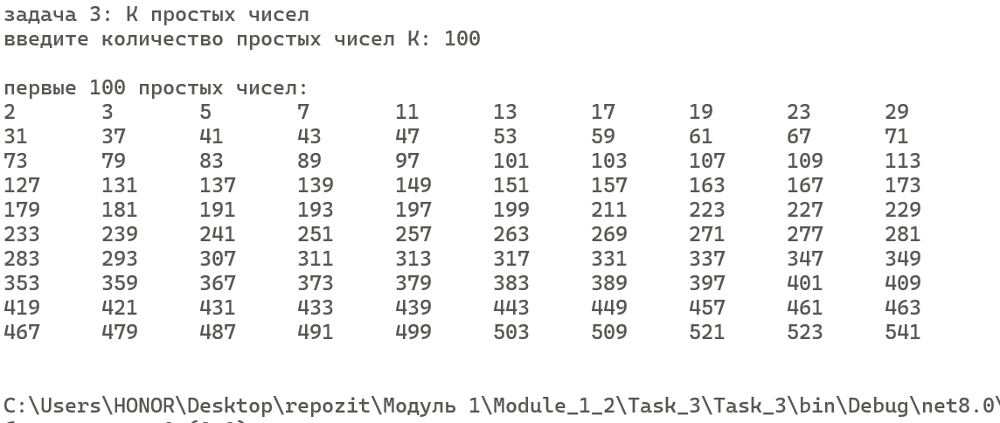 задача 3: К простых чисел
введите количество простых чисел К: 100
первые 100 простых чисел:
2 3 5 7 11 13 17 19 23 29
31 37 41 43 47 53 59 61 67 71
73 79 83 89 97 101 103 107 109 113
127 131 137 139 149 151 157 163 167 173
179 181 191 193 197 199 211 223 227 229
233 239 241 251 257 263 269 271 277 281
283 293 307 311 313 317 331 337 347 349
353 359 367 373 379 383 389 397 401 409
419 421 431 433 439 443 449 457 461 463
467 479 487 491 499 503 509 521 523 541
C:\Users\HONOR\Desktop\repozit\Модуль 1\Module_1_2\Task_3\Task_3\bin\Debug\net8.0\